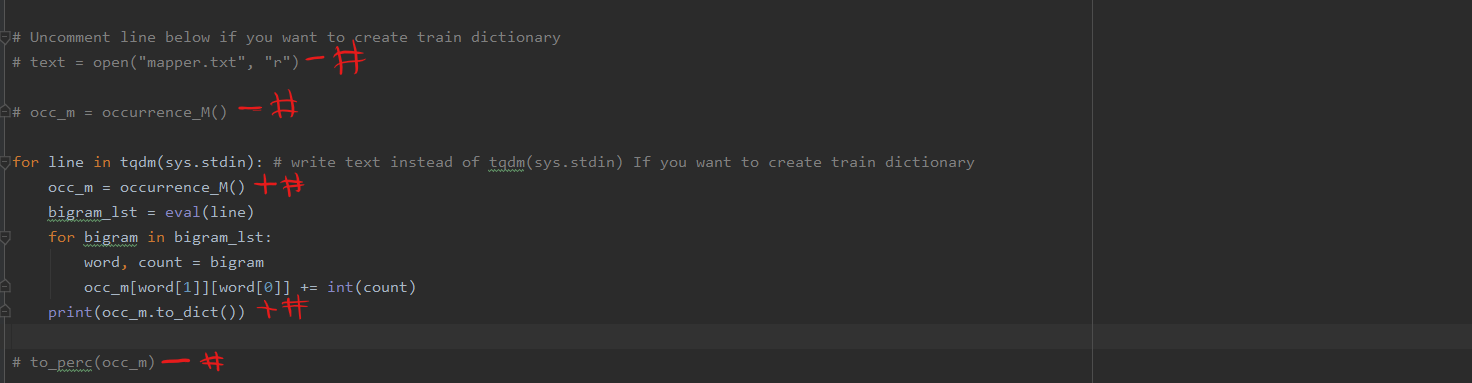 # Uncomment line below if you want to create train dictionary
# text = open("mapper.txt", "r") - #
# occ_m = occurrence_M() - #
for line in tqdm(sys.stdin): # write text instead of tqdm(sys.stdin) If you want to create train dictionary
occ_m = occurrence_M() + #
bigram_lst = eval(line)
for bigram in bigram_lst:
word, count = bigram
occ_m[word[1]][word[0]] += int(count)
print(occ_m.to_dict()) + #
# to_perc(occ_m) - #